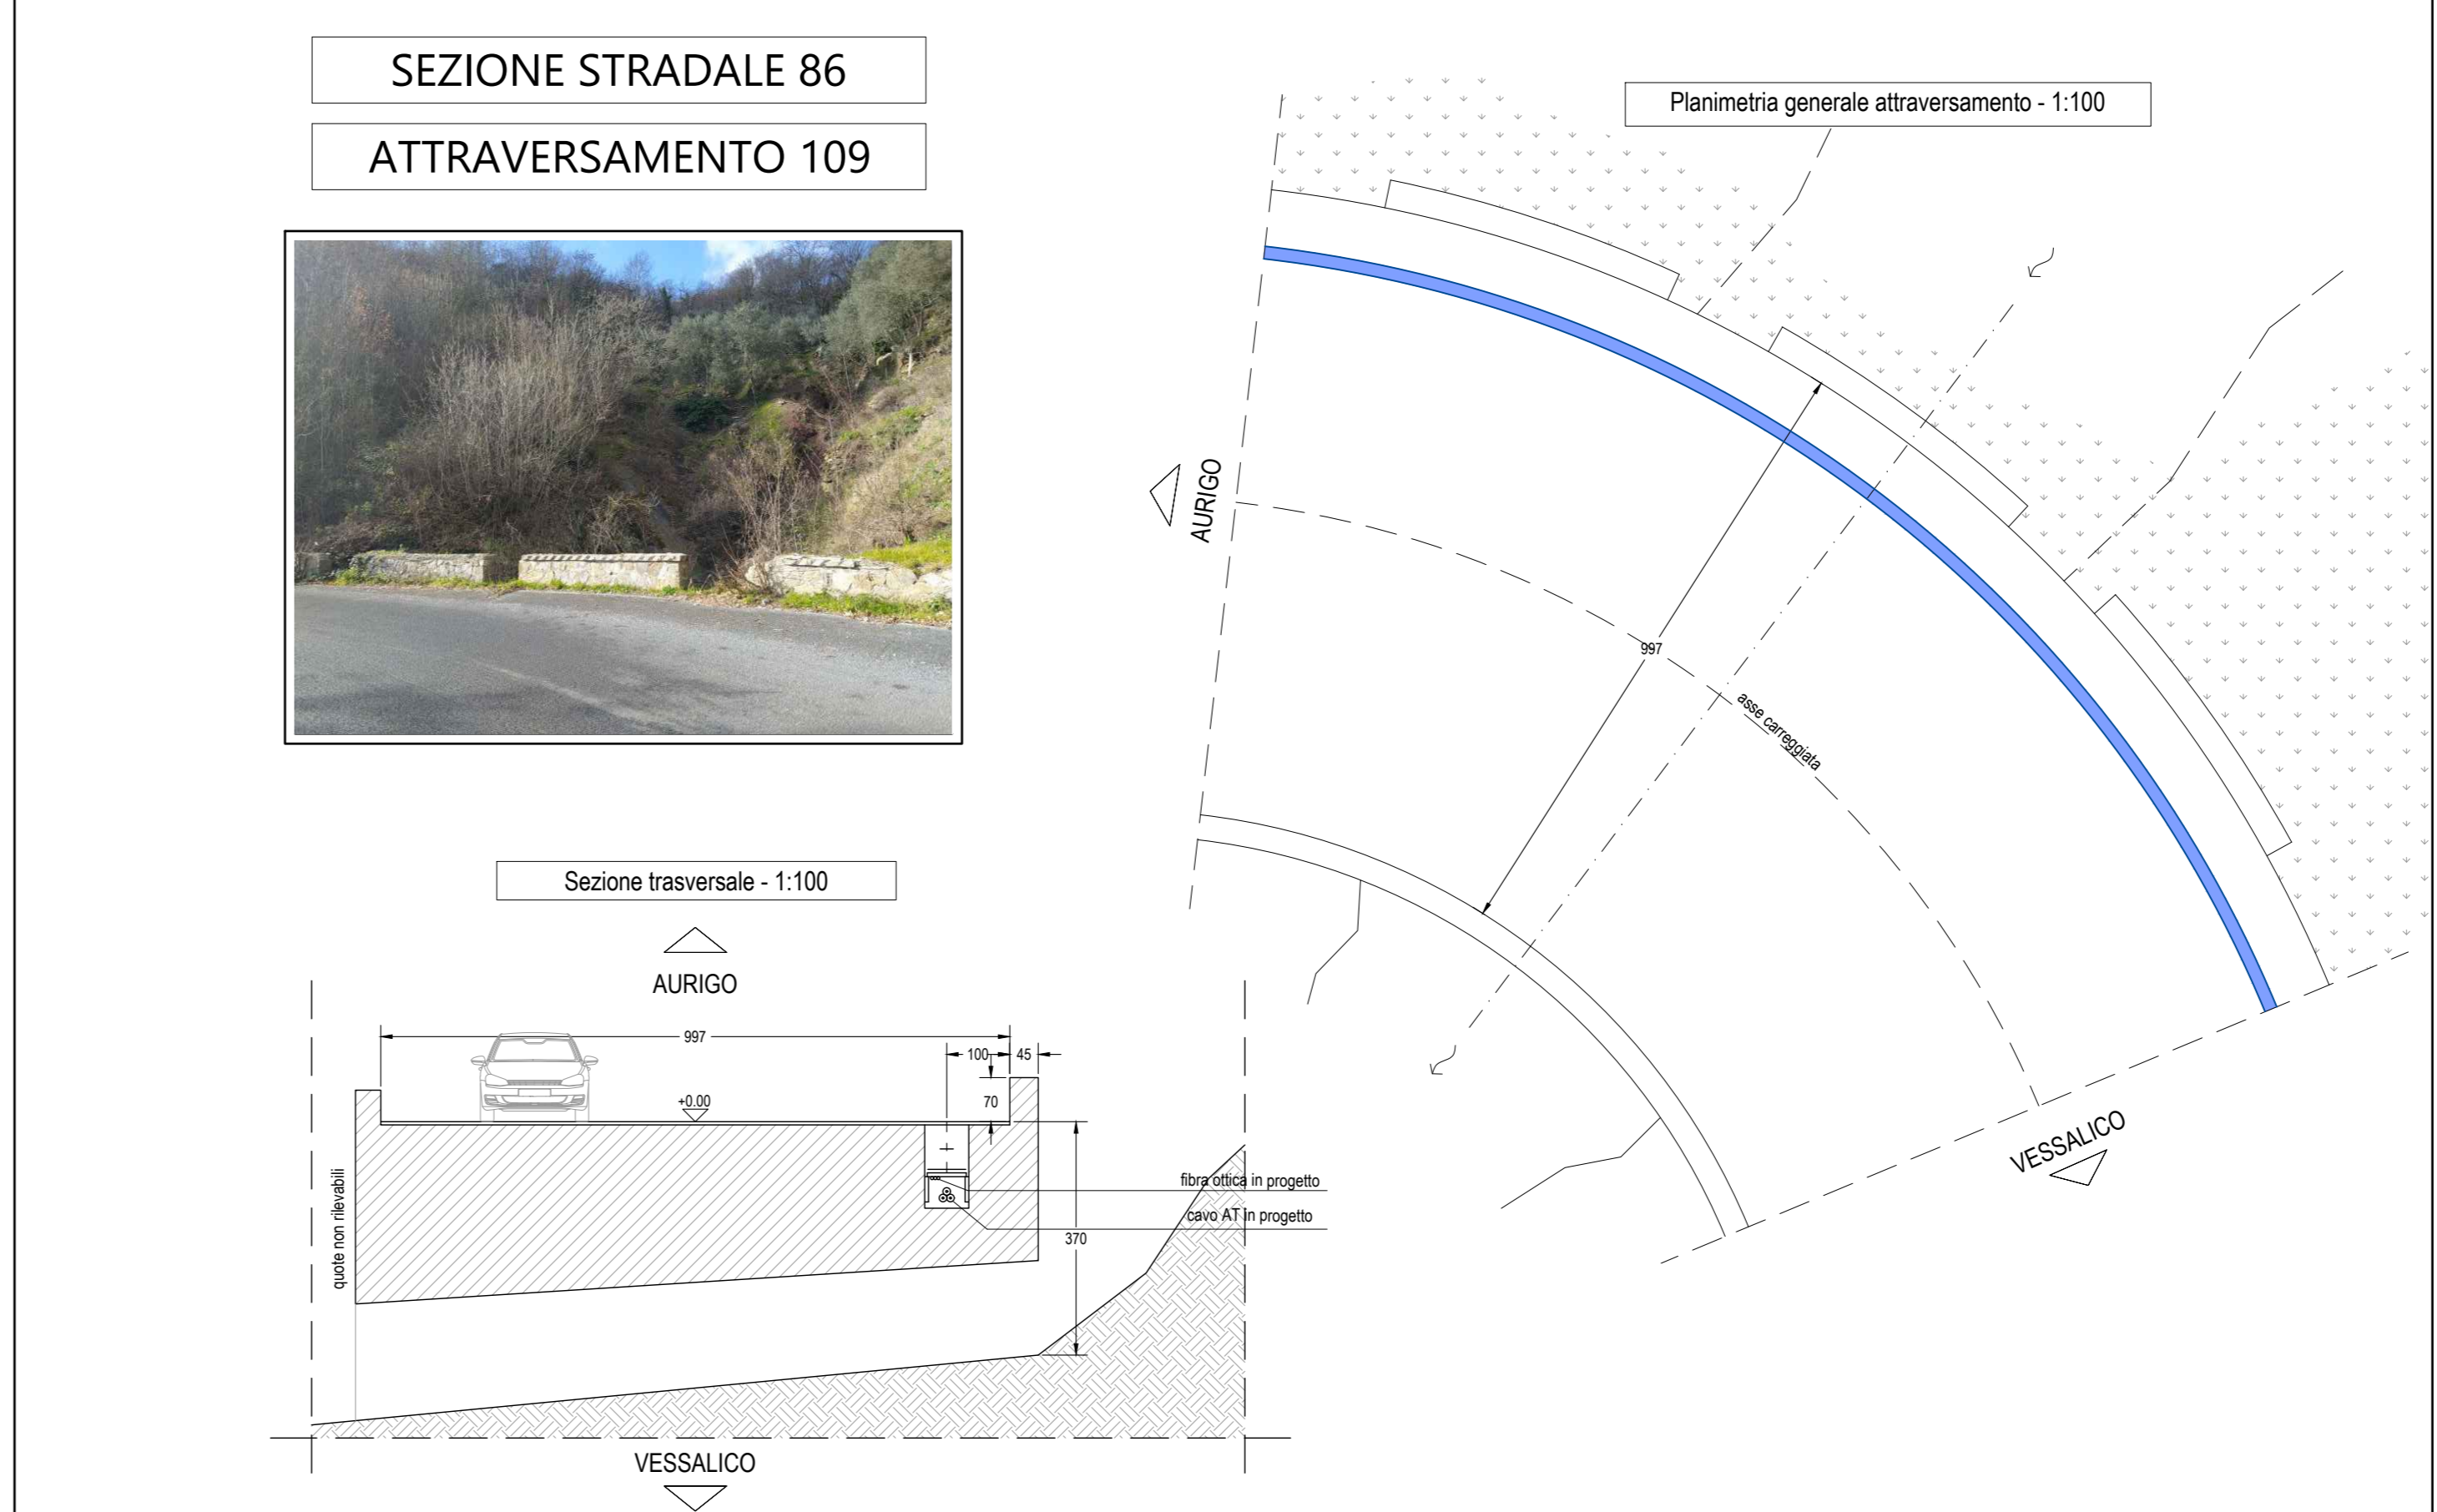 SEZIONE STRADALE 86
ATTRAVERSAMENTO 109
Planimetria generale attraversamento - 1:100
AURIGO
997
asse carreggiata
VESSALICO
Sezione trasversale - 1:100
AURIGO
997
100
45
+0.00
70
quote non rilevabili
fibra ottica in progetto
cavo AT in progetto
370
VESSALICO